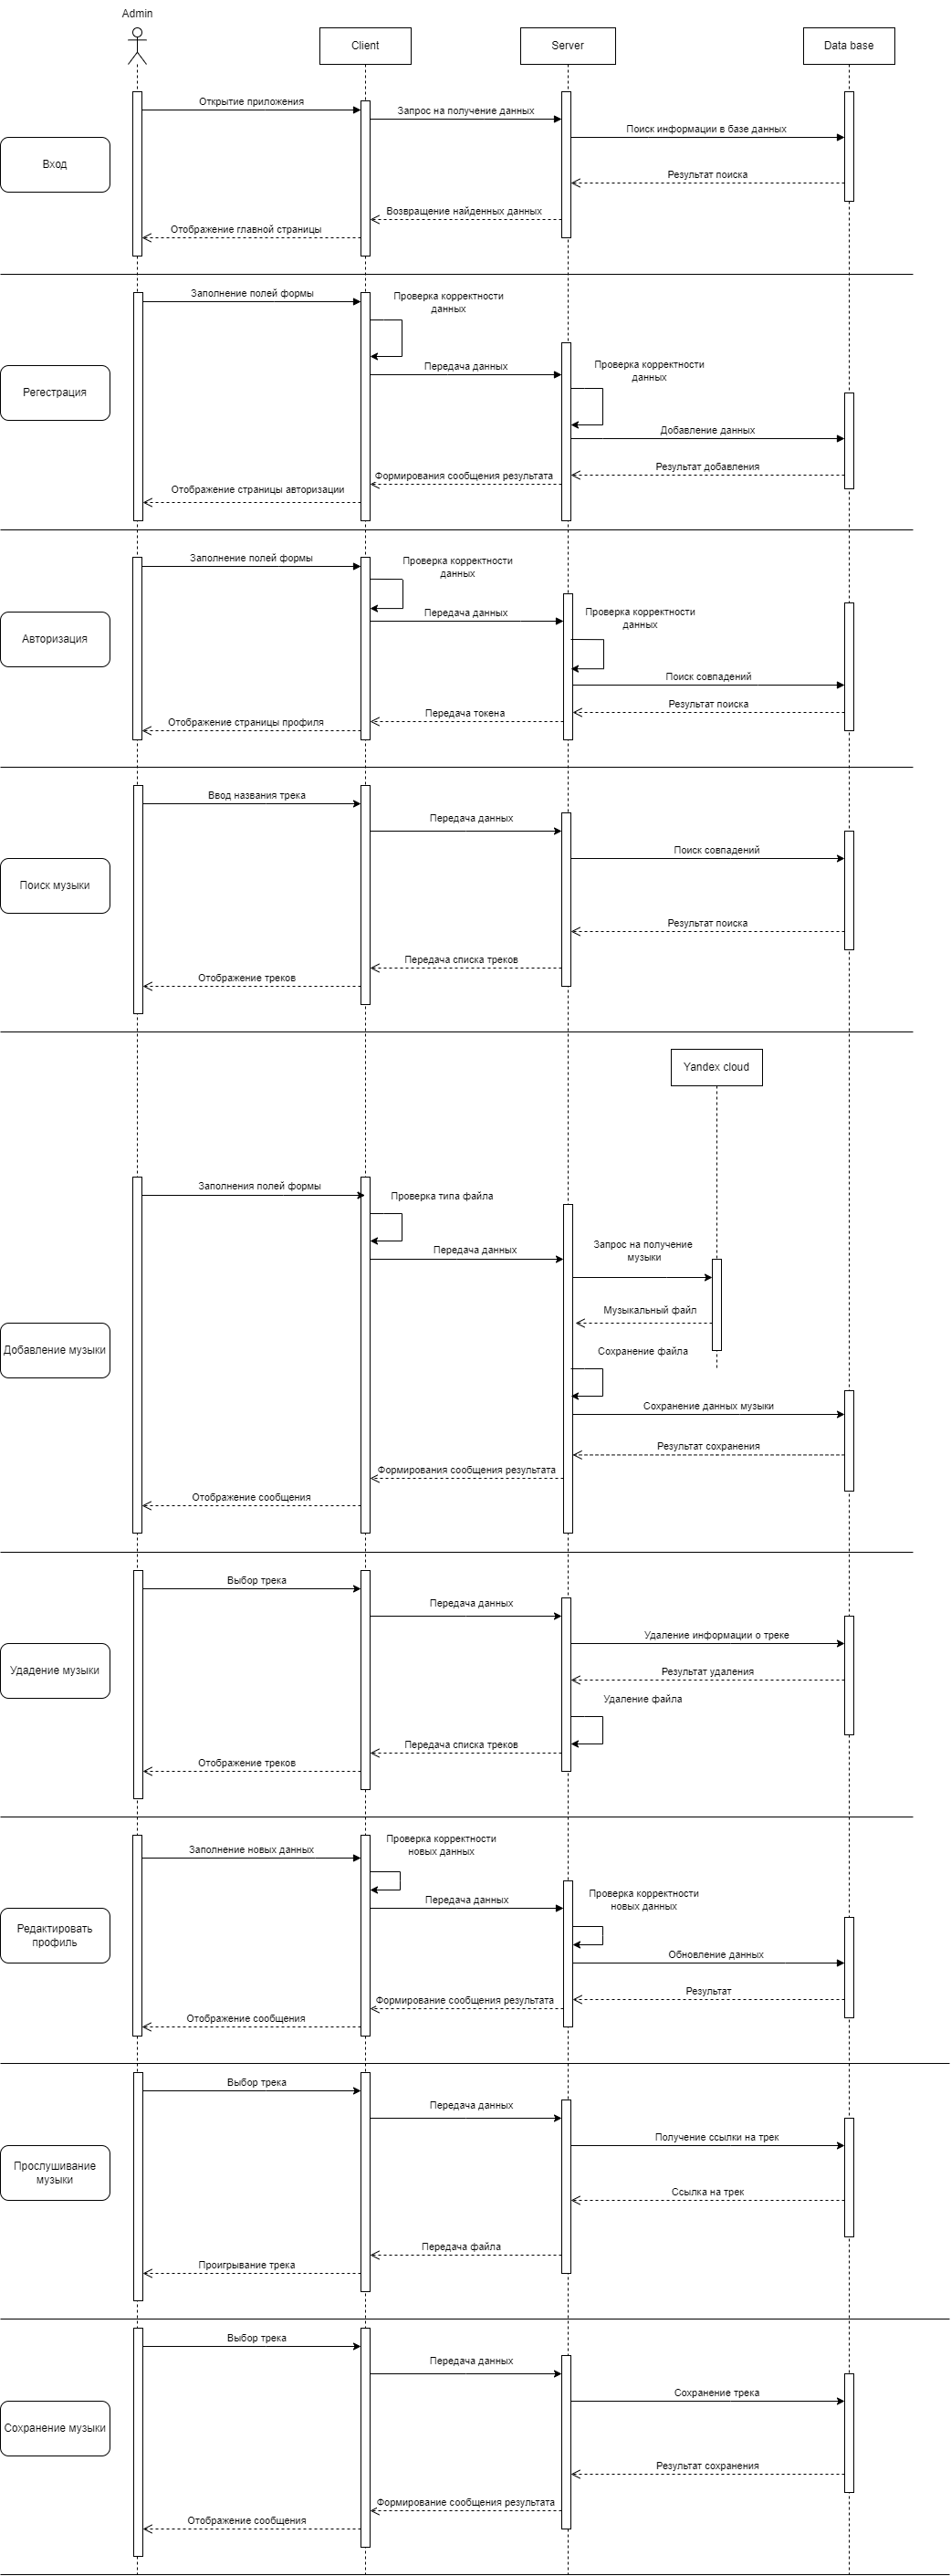 Admin
Client
Server
Data base
Открытие приложения
Запрос на получение данных
Поиск информации в базе данных
Вход
Результат поиска
Возвращение найденных данных
Отображение главной страницы
Заполнение полей формы
Проверка корректности
данных
Передача данных
Проверка корректности
данных
Регестрация
Добавление данных
Результат добавления
Формирования сообщения результата
Отображение страницы авторизации
Заполнение полей формы
Проверка корректности
данных
Передача данных
Проверка корректности
данных
Авторизация
Поиск совпадений
Результат поиска
Передача токена
Отображение страницы профиля
Ввод названия трека
Передача данных
Поиск совпадений
Поиск музыки
Результат поиска
Передача списка треков
Отображение треков
Yandex cloud
Заполнения полей формы
Проверка типа файла
Передача данных
Запрос на получение
музыки
Музыкальный файл
Добавление музыки
Сохранение файла
Сохранение данных музыки
Результат сохранения
Формирования сообщения результата
Отображение сообщения
Выбор трека
Передача данных
Удаление информации о треке
Удадение музыки
Результат удаления
Удаление файла
Передача списка треков
Отображение треков
Заполнение новых данных
Проверка корректности
новых данных
Передача данных
Проверка корректности
новых данных
Редактировать
профиль
Обновление данных
Результат
Формирование сообщения результата
Отображение сообщения
Выбор трека
Передача данных
Получение ссылки на трек
Прослушивание
музыки
Ссылка на трек
Передача файла
Проигрывание трека
Выбор трека
Передача данных
Сохранение трека
Сохранение музыки
Результат сохранения
Формирование сообщения результата
Отображение сообщения